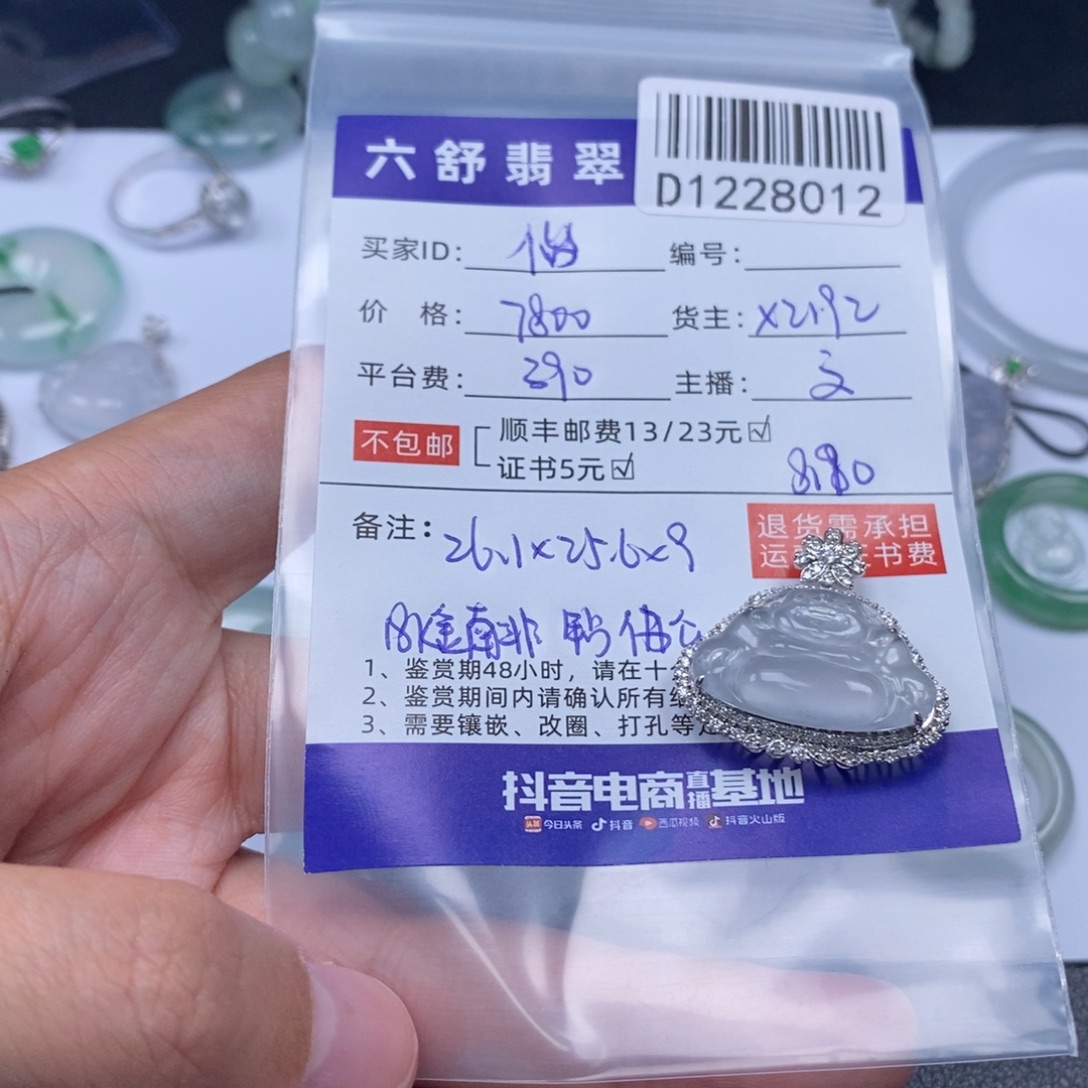 六舒翡翠
D1228012
买家ID: 编号:
价 格: 7800 货主: X2192
平台费: 290 主播: 文
不包邮 顺丰邮费13/23元☑
证书5元☑
8180
备注: 26.1×25.6×9
退货需承担
运 书费
18k金南非
1、鉴赏期48小时，请在十
2、鉴赏期间内请确认所有
3、需要镶嵌、改圈、打孔等
抖音电商直播基地
头条 今日头条 抖音 西瓜视频 抖音火山版